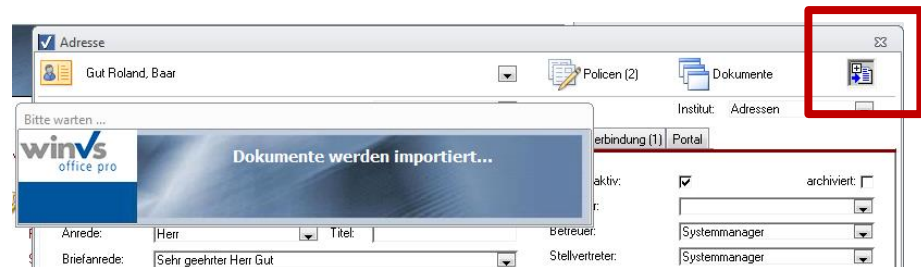 Adresse
Gut Roland, Baar
Policen (2)
Dokumente
Institut: Adressen
Bitte warten ...
winVs
office pro
Dokumente werden importiert...
erbindung (1) Portal
aktiv:
archiviert:
r:
Anrede: Herr Titel:
Betreuer: Systemmanager
Briefanrede: Sehr geehrter Herr Gut
Stellvertreter: Systemmanager